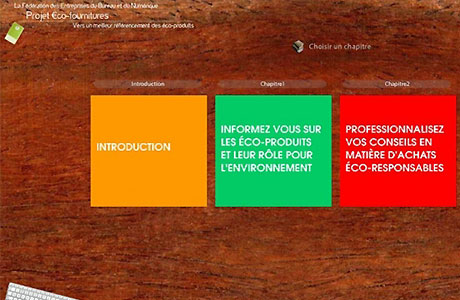 La Fédération des Entreprises du Bureau et du Numérique
Projet Éco-fournitures
Vers un meilleur référencement des éco-produits
Choisir un chapitre
Introduction
Chapitre1
Chapitre2
INTRODUCTION
INFORMEZ VOUS SUR
LES ÉCO-PRODUITS
ET LEUR RÔLE POUR
L'ENVIRONNEMENT
PROFESSIONNALISEZ
VOS CONSEILS EN
MATIÈRE D'ACHATS
ÉCO-RESPONSABLES